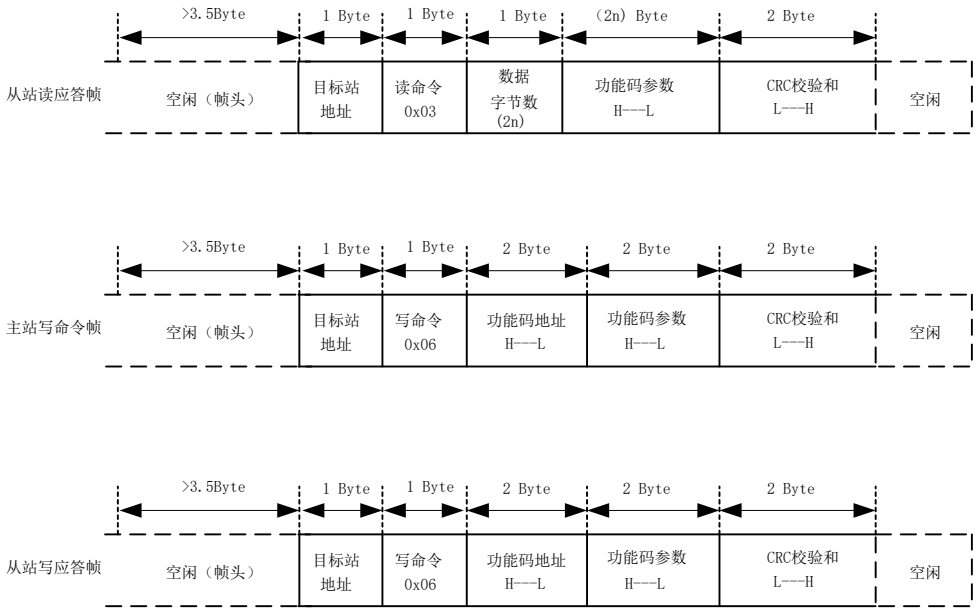 >3.5Byte 1 Byte 1 Byte 1 Byte （2n）Byte 2 Byte
从站读应答帧
空闲（帧头）
目标站
地址
读命令
0x03
数据
字节数
(2n)
功能码参数
H---L
CRC校验和
L---H
空闲
>3.5Byte 1 Byte 1 Byte 2 Byte 2 Byte 2 Byte
主站写命令帧
空闲（帧头）
目标站
地址
写命令
0x06
功能码地址
H---L
功能码参数
H---L
CRC校验和
L---H
空闲
>3.5Byte 1 Byte 1 Byte 2 Byte 2 Byte 2 Byte
从站写应答帧
空闲（帧头）
目标站
地址
写命令
0x06
功能码地址
H---L
功能码参数
H---L
CRC校验和
L---H
空闲